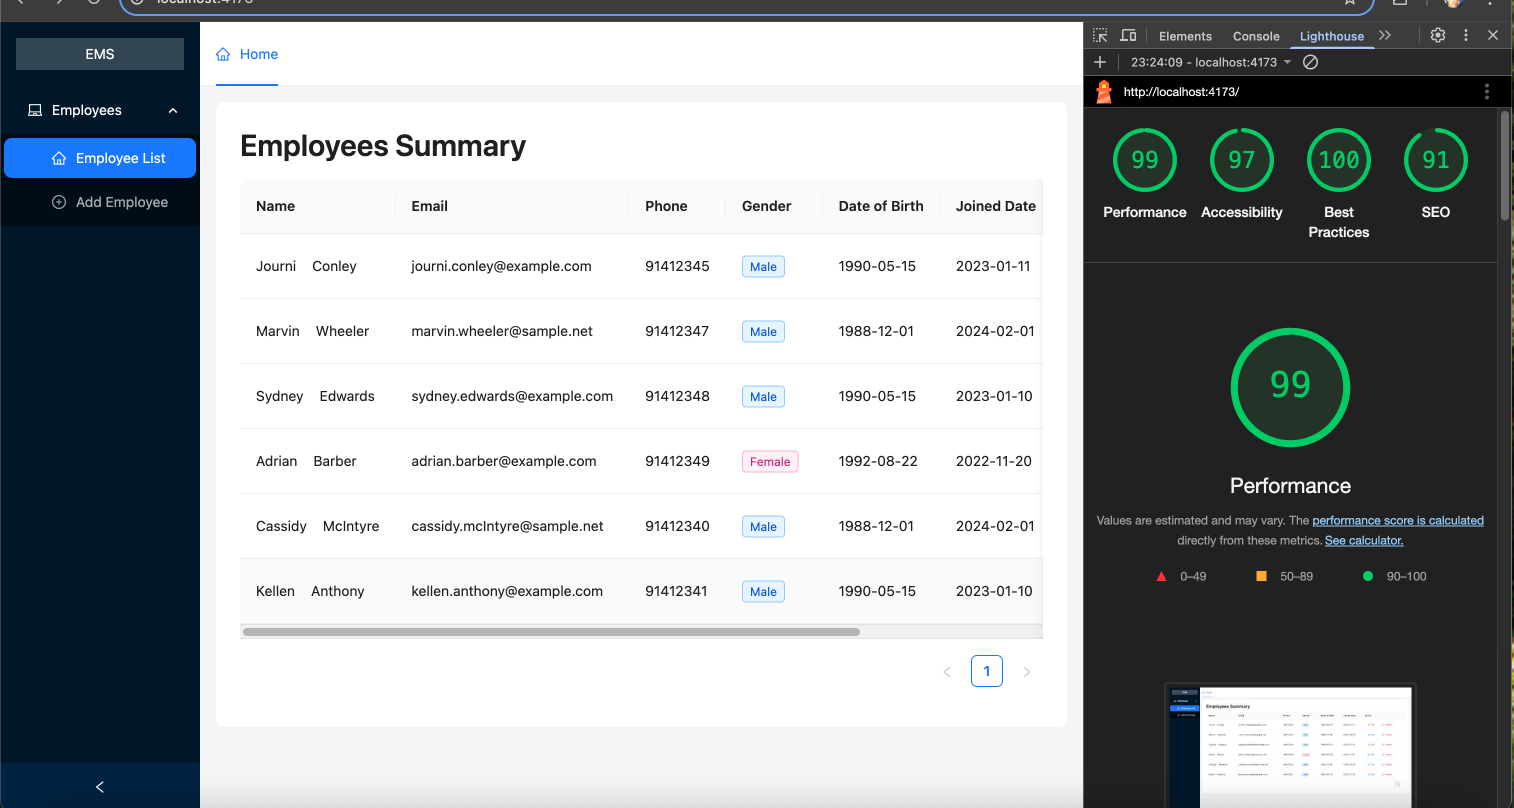 localhost:4173
EMS
Home
Employees
Employee List
Add Employee
Employees Summary
Name Email Phone Gender Date of Birth Joined Date
Journi Conley journi.conley@example.com 91412345 Male 1990-05-15 2023-01-11
Marvin Wheeler marvin.wheeler@sample.net 91412347 Male 1988-12-01 2024-02-01
Sydney Edwards sydney.edwards@example.com 91412348 Male 1990-05-15 2023-01-10
Adrian Barber adrian.barber@example.com 91412349 Female 1992-08-22 2022-11-20
Cassidy McIntyre cassidy.mcIntyre@sample.net 91412340 Male 1988-12-01 2024-02-01
Kellen Anthony kellen.anthony@example.com 91412341 Male 1990-05-15 2023-01-10
1
Elements Console Lighthouse
23:24:09 - localhost:4173
http://localhost:4173/
99 97 100 91
Performance Accessibility Best Practices SEO
99
Performance
Values are estimated and may vary. The performance score is calculated
directly from these metrics. See calculator.
0–49 50–89 90–100
Employees Summary